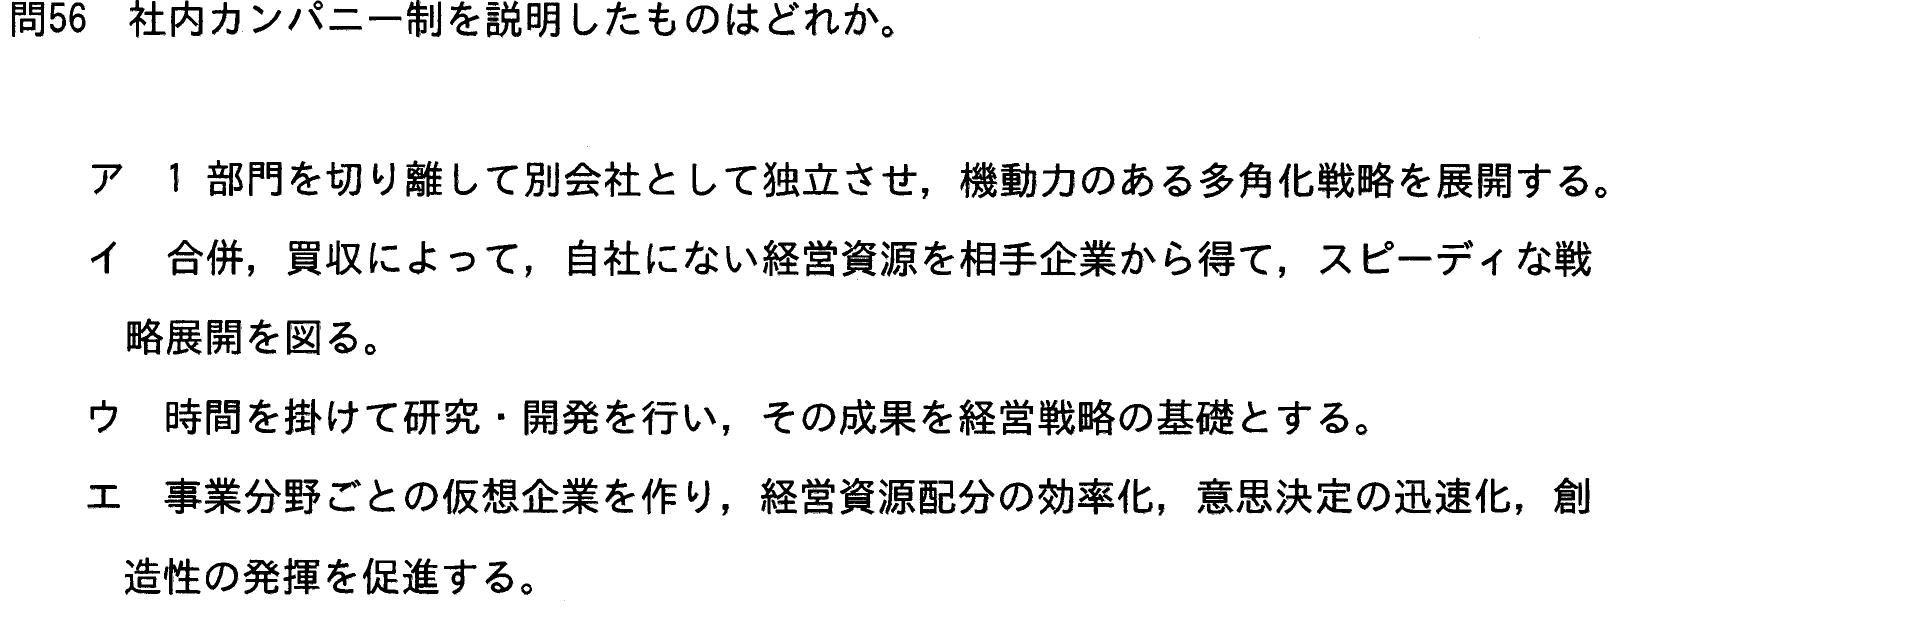 問56　社内カンパニー制を説明したものはどれか。
ア　1 部門を切り離して別会社として独立させ，機動力のある多角化戦略を展開する。
イ　合併，買収によって，自社にない経営資源を相手企業から得て，スピーディな戦
略展開を図る。
ウ　時間を掛けて研究・開発を行い，その成果を経営戦略の基礎とする。
エ　事業分野ごとの仮想企業を作り，経営資源配分の効率化，意思決定の迅速化，創
造性の発揮を促進する。